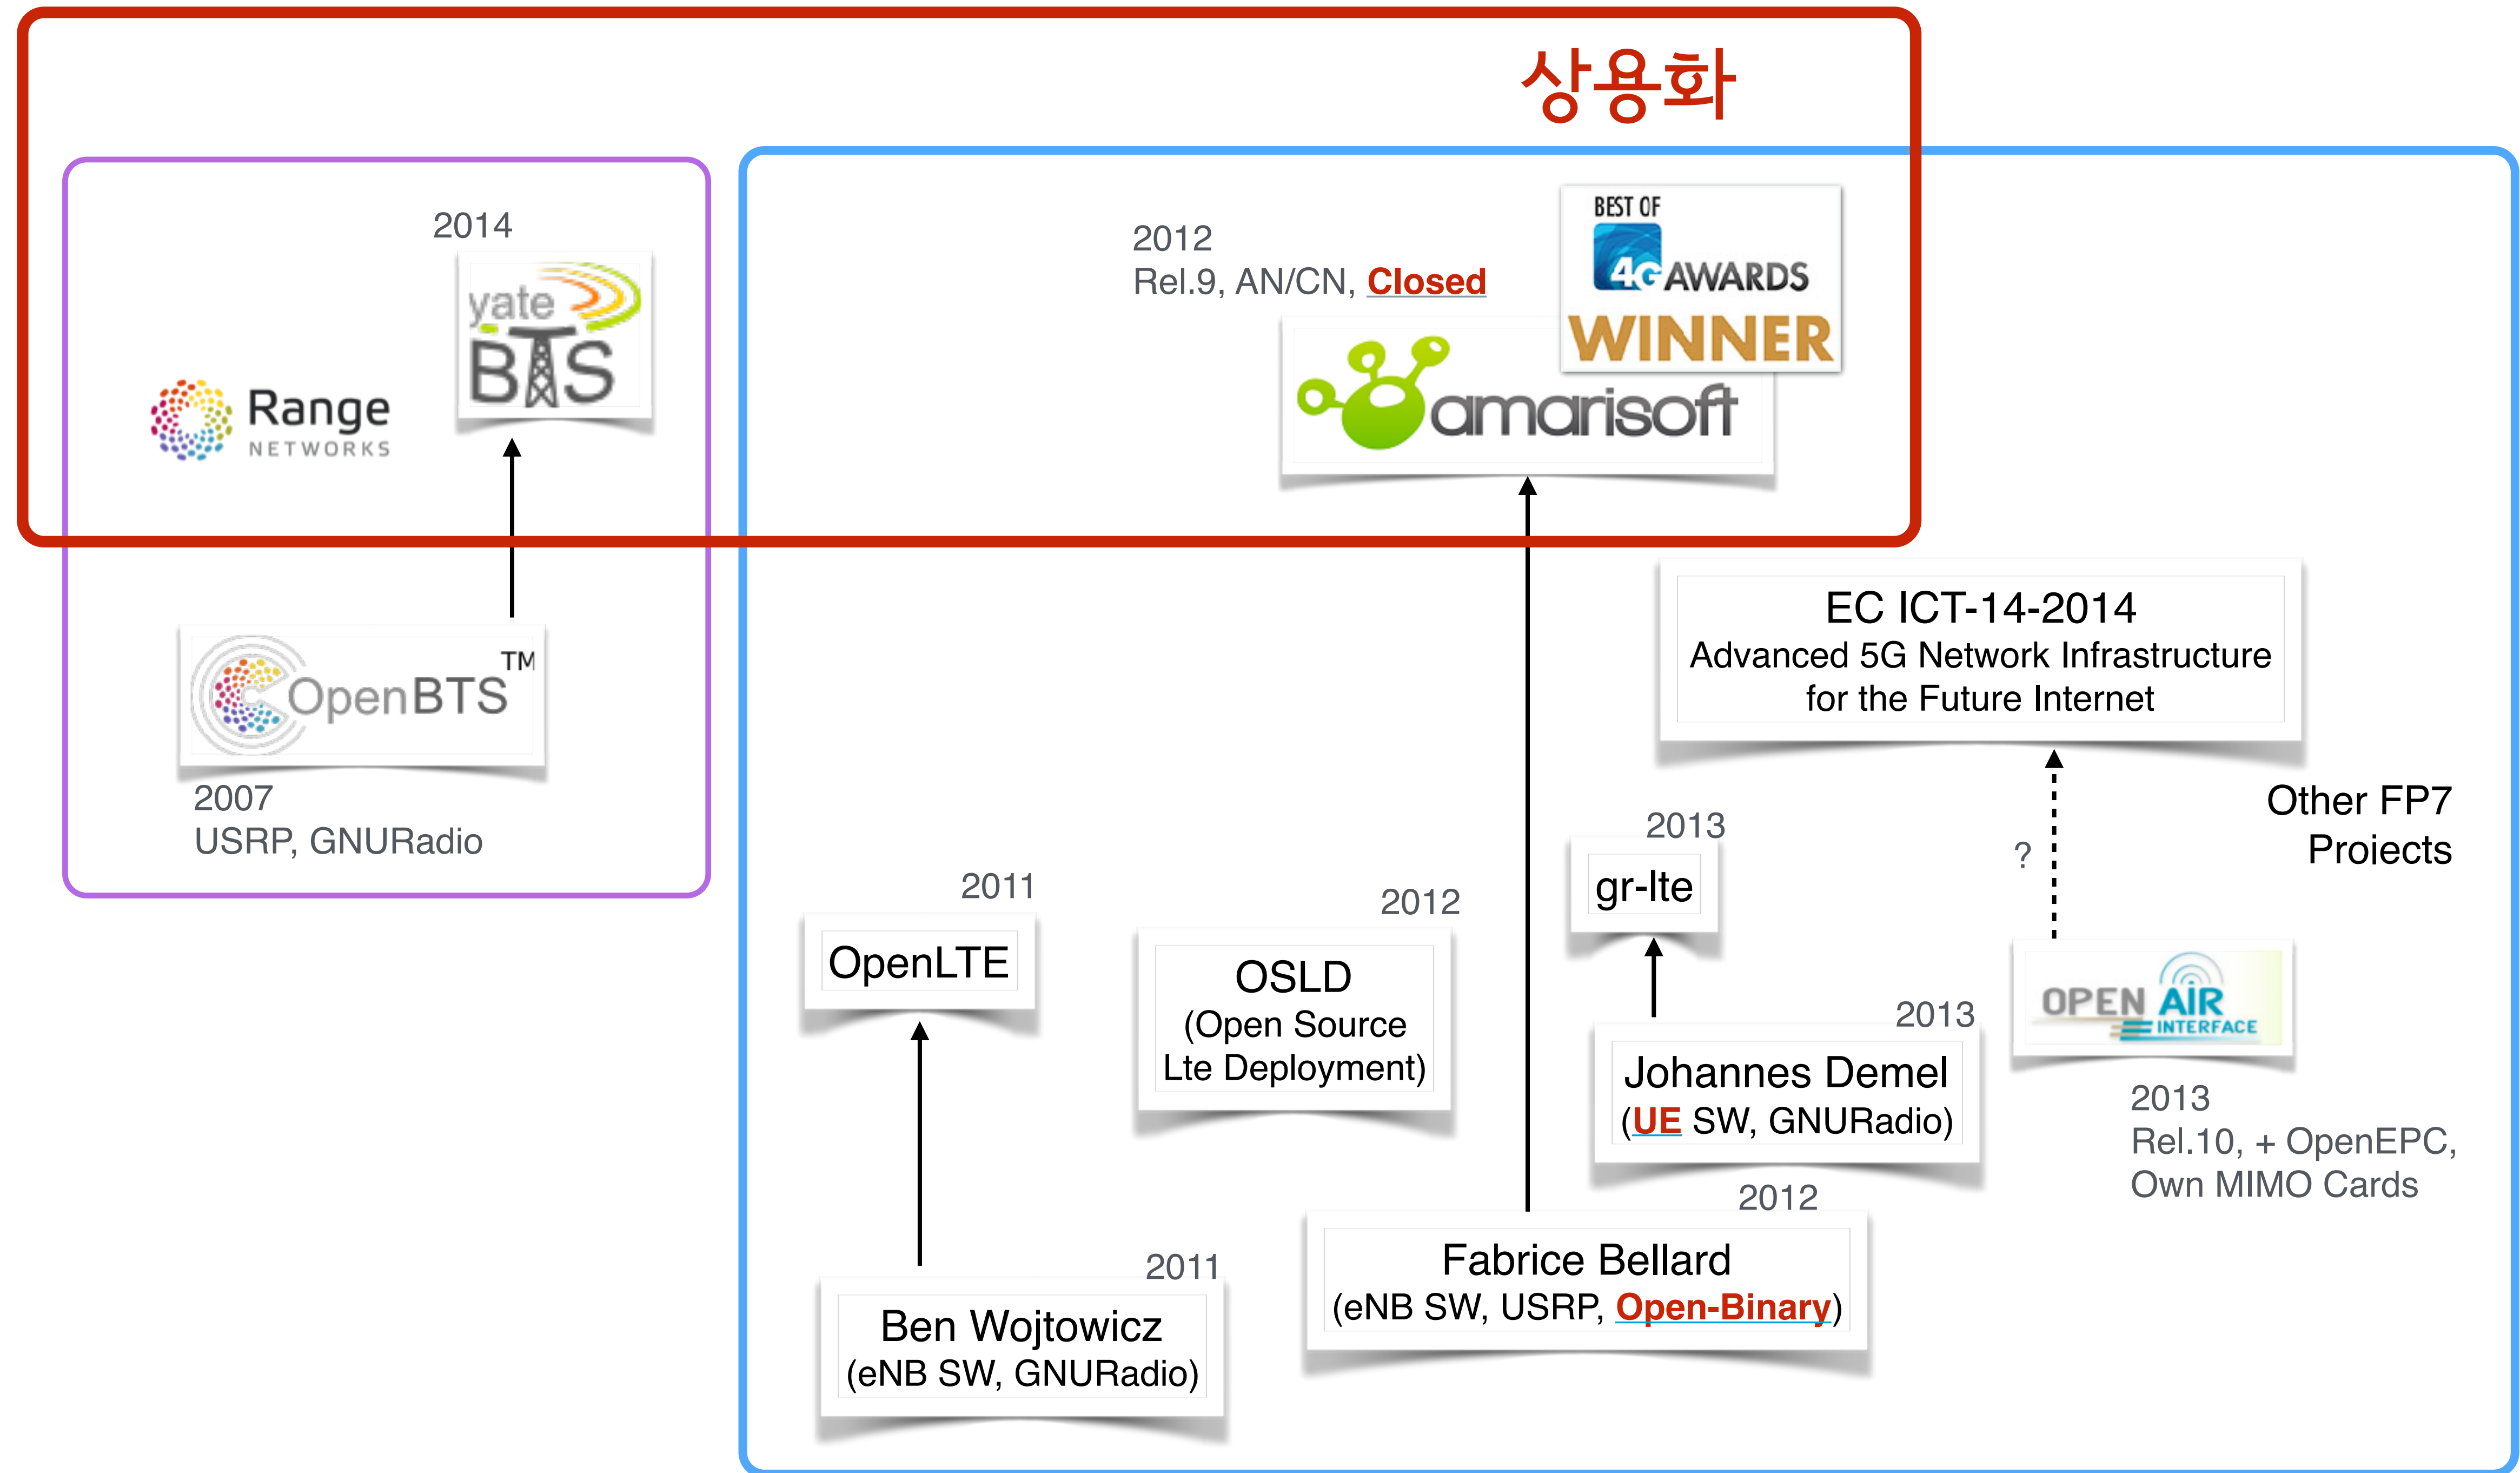 상용화
2014
yate
BTS
Range
NETWORKS
2012
Rel.9, AN/CN, Closed
BEST OF
4G AWARDS
WINNER
amarisoft
OpenBTS™
2007
USRP, GNURadio
EC ICT-14-2014
Advanced 5G Network Infrastructure
for the Future Internet
Other FP7
Projects
?
2011
OpenLTE
2012
OSLD
(Open Source
Lte Deployment)
2013
gr-lte
2013
Johannes Demel
(UE SW, GNURadio)
OPEN AIR
INTERFACE
2013
Rel.10, + OpenEPC,
Own MIMO Cards
2011
Ben Wojtowicz
(eNB SW, GNURadio)
2012
Fabrice Bellard
(eNB SW, USRP, Open-Binary)